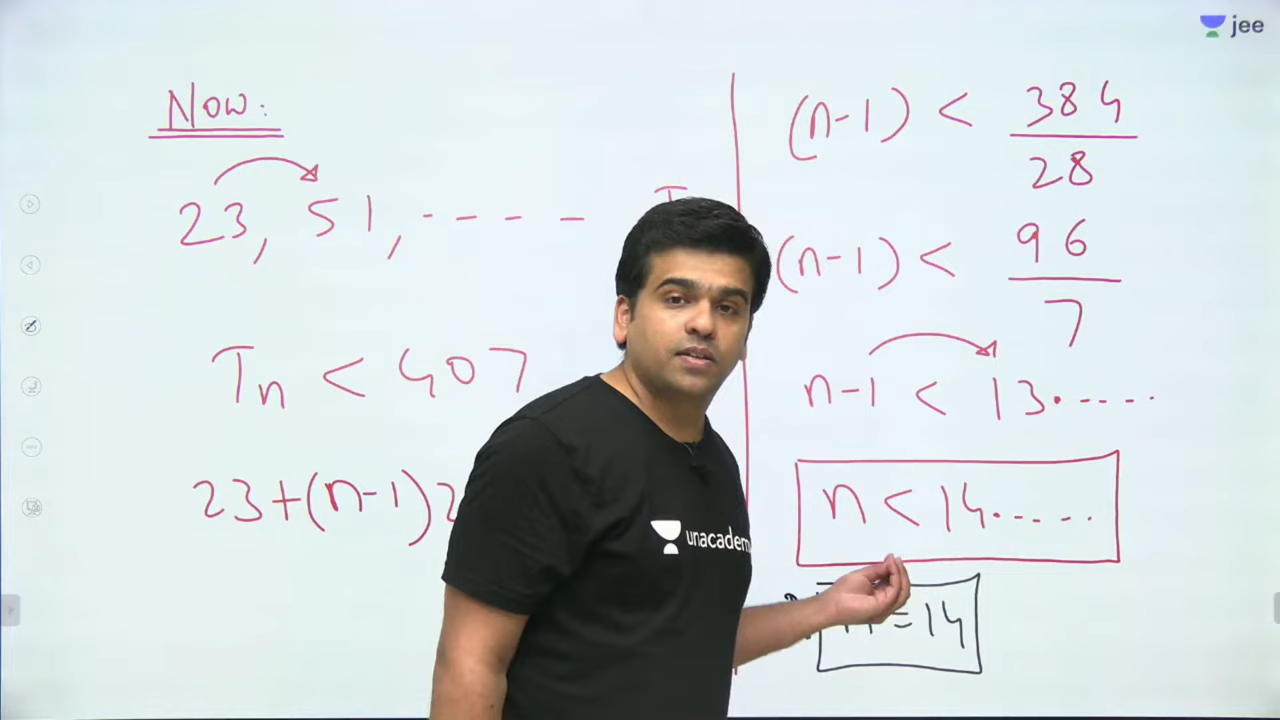 jee
Now:
23, 51, - - - -
Tn < 407
23+(n-1)2
(n-1) < 384/28
(n-1) < 96/7
n-1 < 13.-----
n < 14.-----
= 14
unacadem